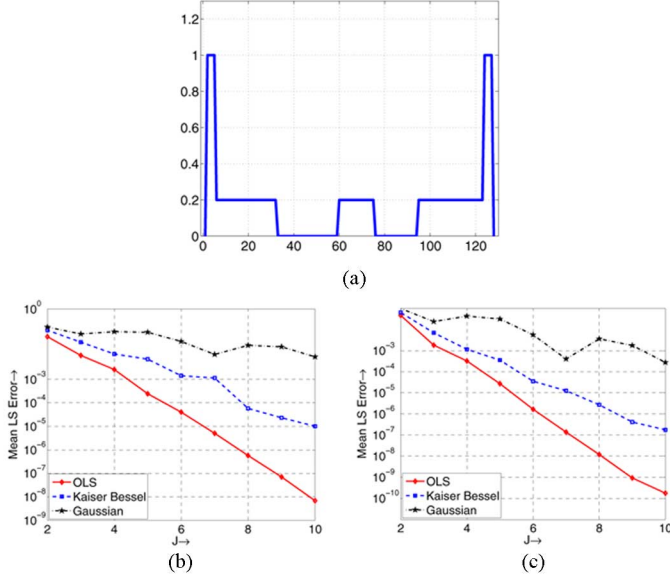 1.2
1
0.8
0.6
0.4
0.2
0
0 20 40 60 80 100 120
(a)
10^0
10^-3
10^-4
10^-5
10^-6
10^-7
10^-8
10^-9
Mean LS Error→
OLS
Kaiser Bessel
Gaussian
2 4 6 8 10
J→
(b)
10^-3
10^-4
10^-5
10^-6
10^-7
10^-8
10^-9
10^-10
Mean LS Error→
OLS
Kaiser Bessel
Gaussian
2 4 6 8 10
J→
(c)